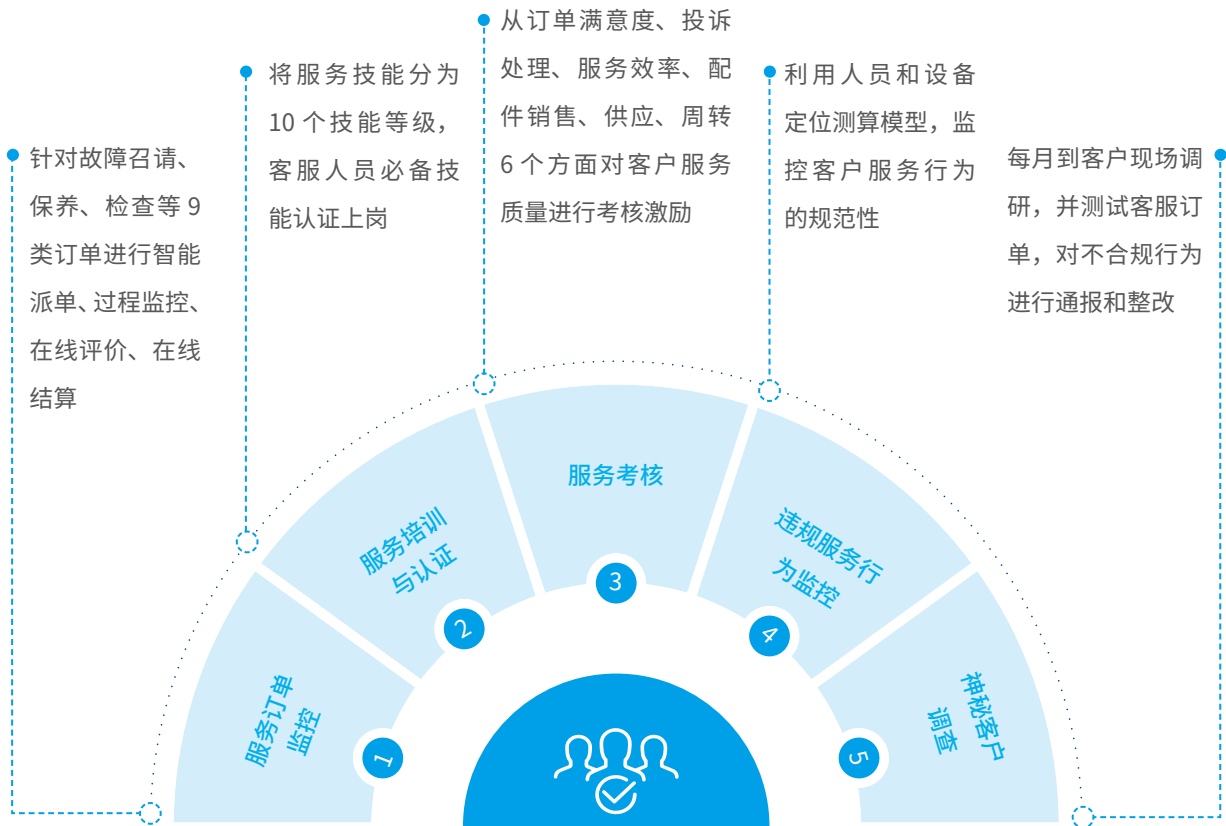 针对故障召请、
保养、检查等 9
类订单进行智能
派单、过程监控、
在线评价、在线
结算
将服务技能分为
10 个技能等级，
客服人员必备技
能认证上岗
从订单满意度、投诉
处理、服务效率、配
件销售、供应、周转
6 个方面对客户服务
质量进行考核激励
利用人员和设备
定位测算模型，监
控客户服务行为
的规范性
每月到客户现场调
研，并测试客服订
单，对不合规行为
进行通报和整改
服务订单
监控
1
服务培训
与认证
2
服务考核
3
违规服务行
为监控
4
神秘客户
调查
5